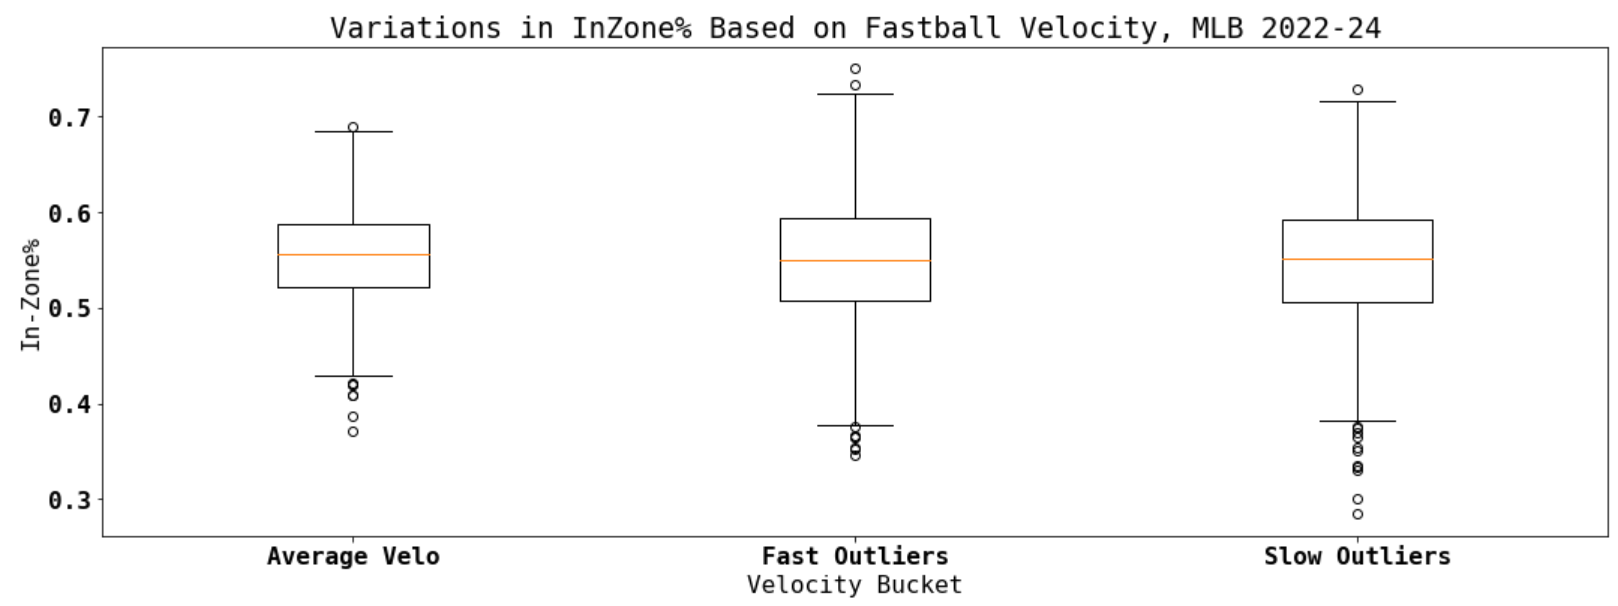 Variations in InZone% Based on Fastball Velocity, MLB 2022-24
In-Zone%
0.7
0.6
0.5
0.4
0.3
Average Velo
Fast Outliers
Slow Outliers
Velocity Bucket